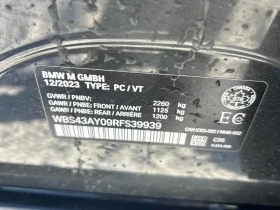 BMW M GMBH
12/2023 TYPE: PC / VT
GVWR / PNBV: 2260 kg
GAWR / PNBE: FRONT / AVANT 1125 kg
GAWR / PNBE: REAR / ARRIÈRE 1200 kg
WBS43AY09RFS39939
EC
C36